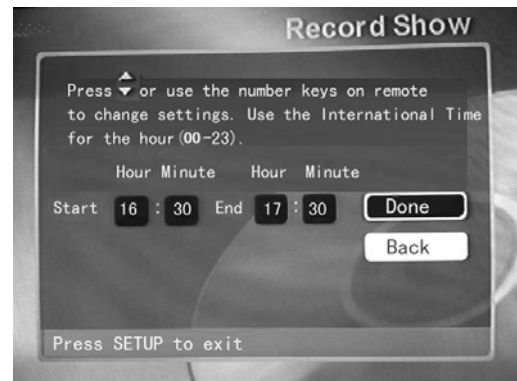 Record Show
Press or use the number keys on remote
to change settings. Use the International Time
for the hour (00-23).
Hour Minute Hour Minute
Start 16 : 30 End 17 : 30 Done
Back
Press SETUP to exit